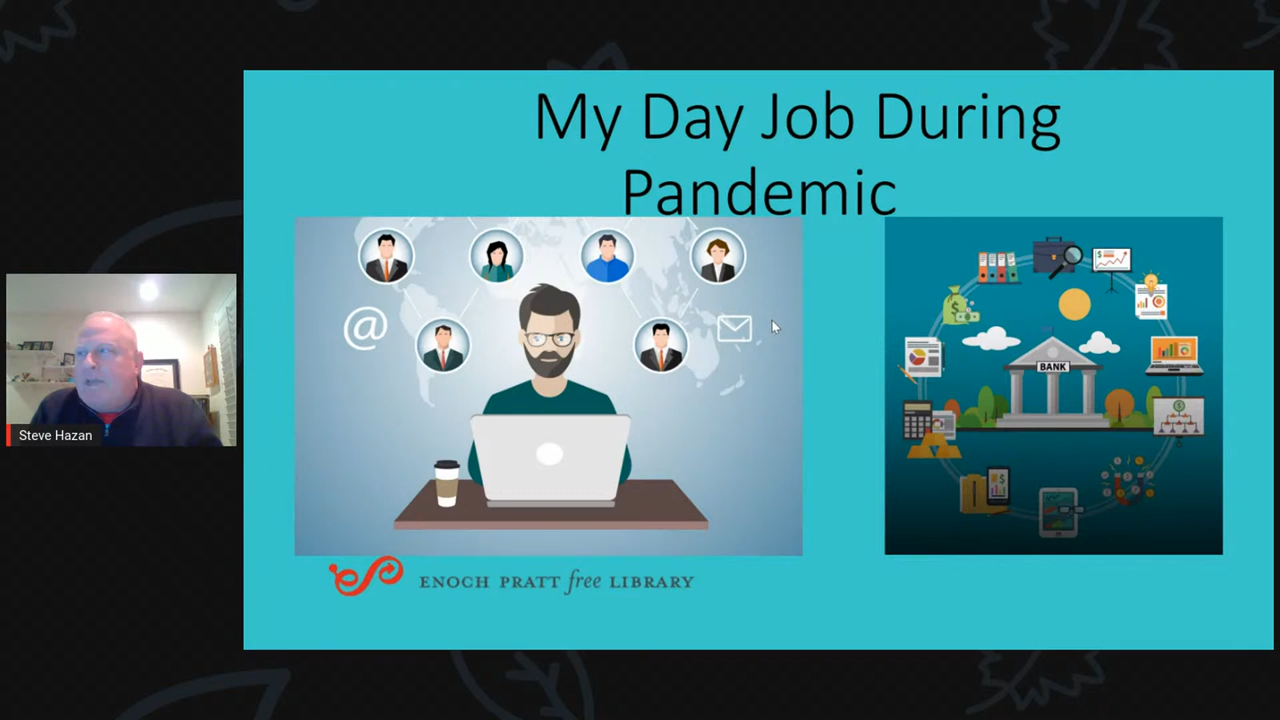 My Day Job During
Pandemic
@
BANK
Steve Hazan
ENOCH PRATT free LIBRARY